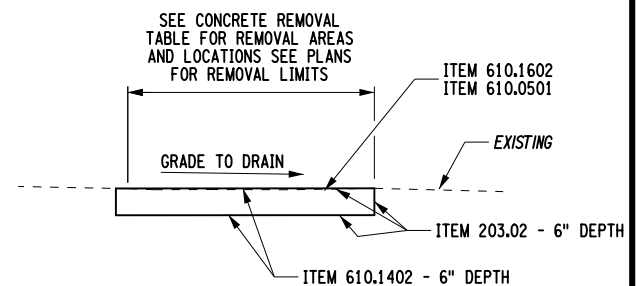 SEE CONCRETE REMOVAL
TABLE FOR REMOVAL AREAS
AND LOCATIONS SEE PLANS
FOR REMOVAL LIMITS
ITEM 610.1602
ITEM 610.0501
EXISTING
GRADE TO DRAIN
ITEM 203.02 - 6" DEPTH
ITEM 610.1402 - 6" DEPTH